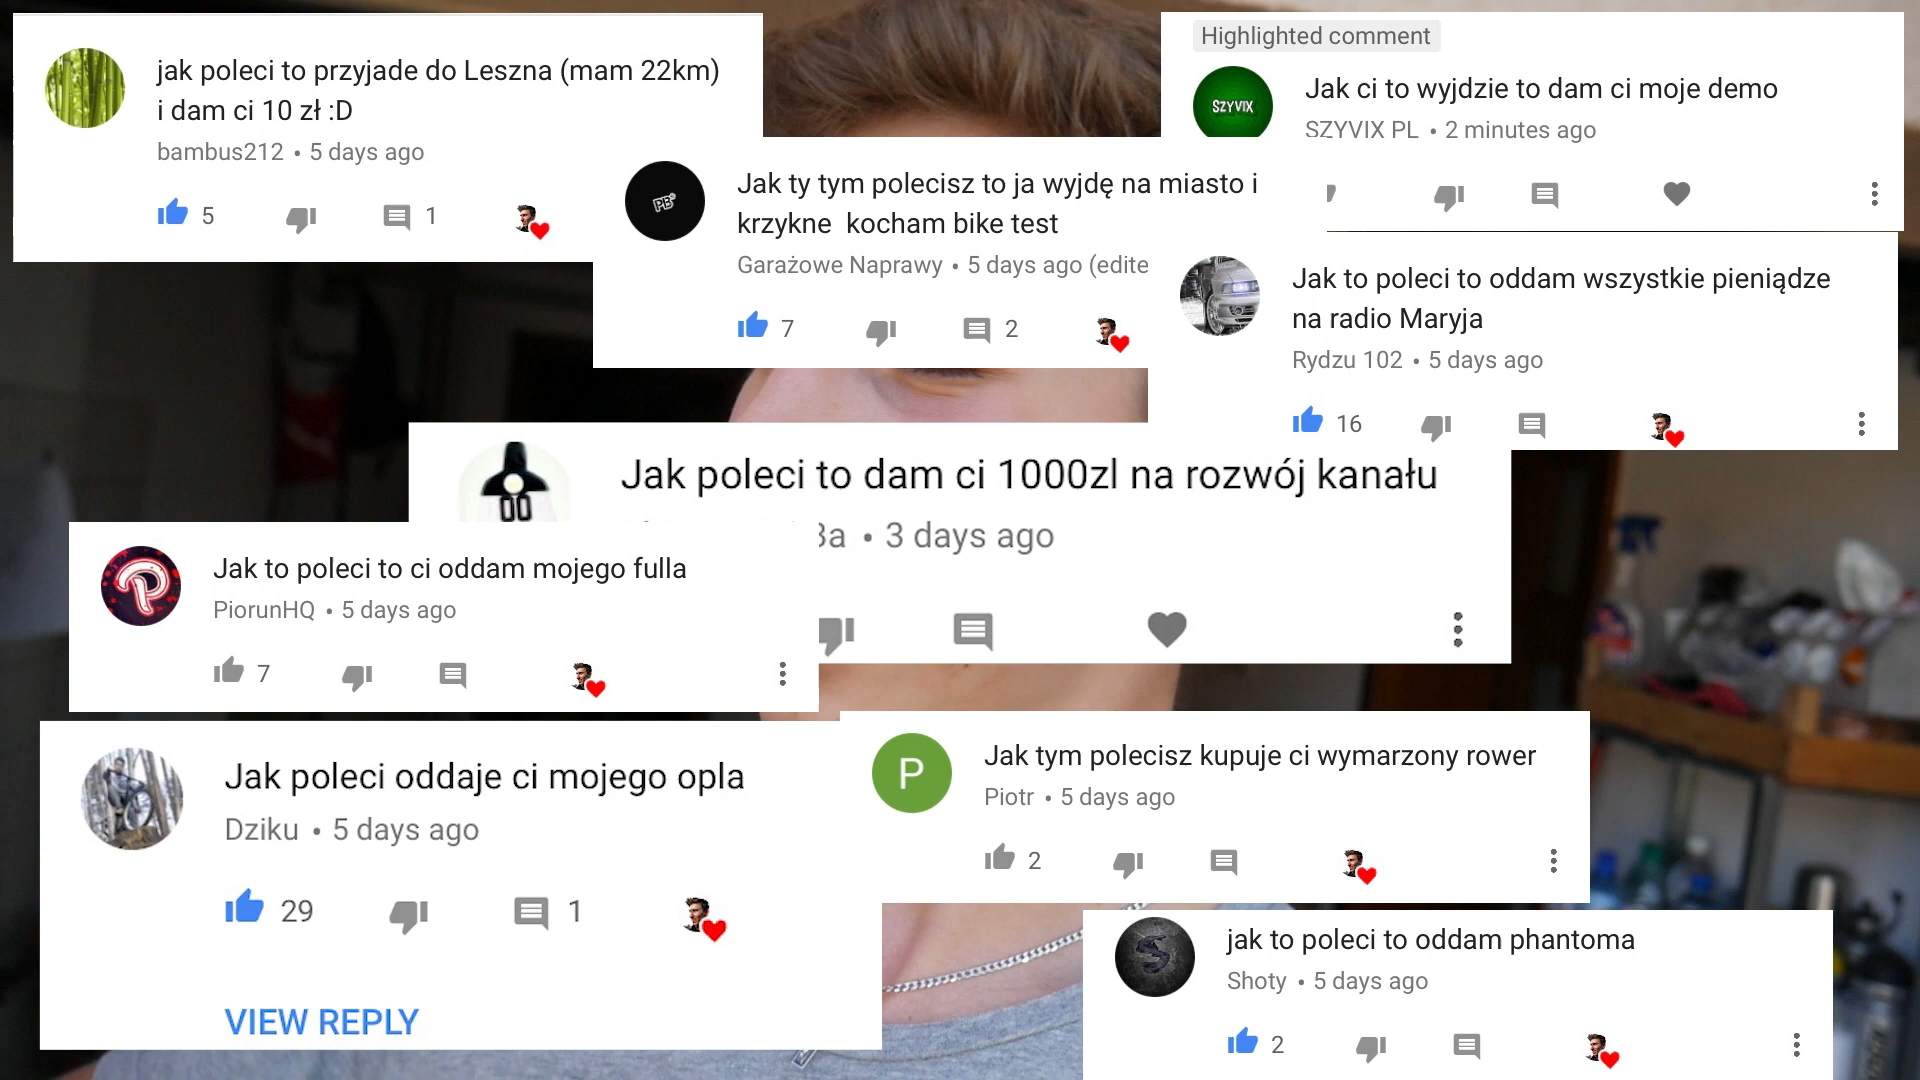 jak poleci to przyjade do Leszna (mam 22km)
i dam ci 10 zł :D
bambus212 • 5 days ago
5
1
Highlighted comment
SZYVIX
Jak ci to wyjdzie to dam ci moje demo
SZYVIX PL • 2 minutes ago
PB
Jak ty tym polecisz to ja wyjdę na miasto i
krzykne kocham bike test
Garażowe Naprawy • 5 days ago (edite
7
2
Jak to poleci to oddam wszystkie pieniądze
na radio Maryja
Rydzu 102 • 5 days ago
16
Jak poleci to dam ci 1000zl na rozwój kanału
• 3 days ago
Jak to poleci to ci oddam mojego fulla
PiorunHQ • 5 days ago
7
Jak poleci oddaje ci mojego opla
Dziku • 5 days ago
29
1
VIEW REPLY
P
Jak tym polecisz kupuje ci wymarzony rower
Piotr • 5 days ago
2
jak to poleci to oddam phantoma
Shoty • 5 days ago
2